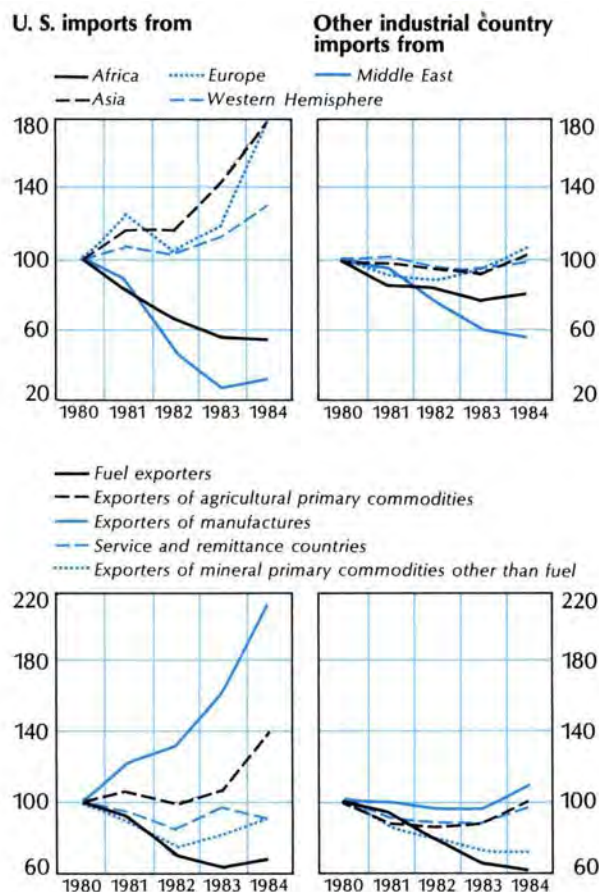 U. S. imports from
Other industrial country
imports from
Africa
Europe
Middle East
Asia
Western Hemisphere
180
180
140
140
100
100
60
60
20
20
1980 1981 1982 1983 1984
1980 1981 1982 1983 1984
Fuel exporters
Exporters of agricultural primary commodities
Exporters of manufactures
Service and remittance countries
Exporters of mineral primary commodities other than fuel
220
220
180
180
140
140
100
100
60
60
1980 1981 1982 1983 1984
1980 1981 1982 1983 1984